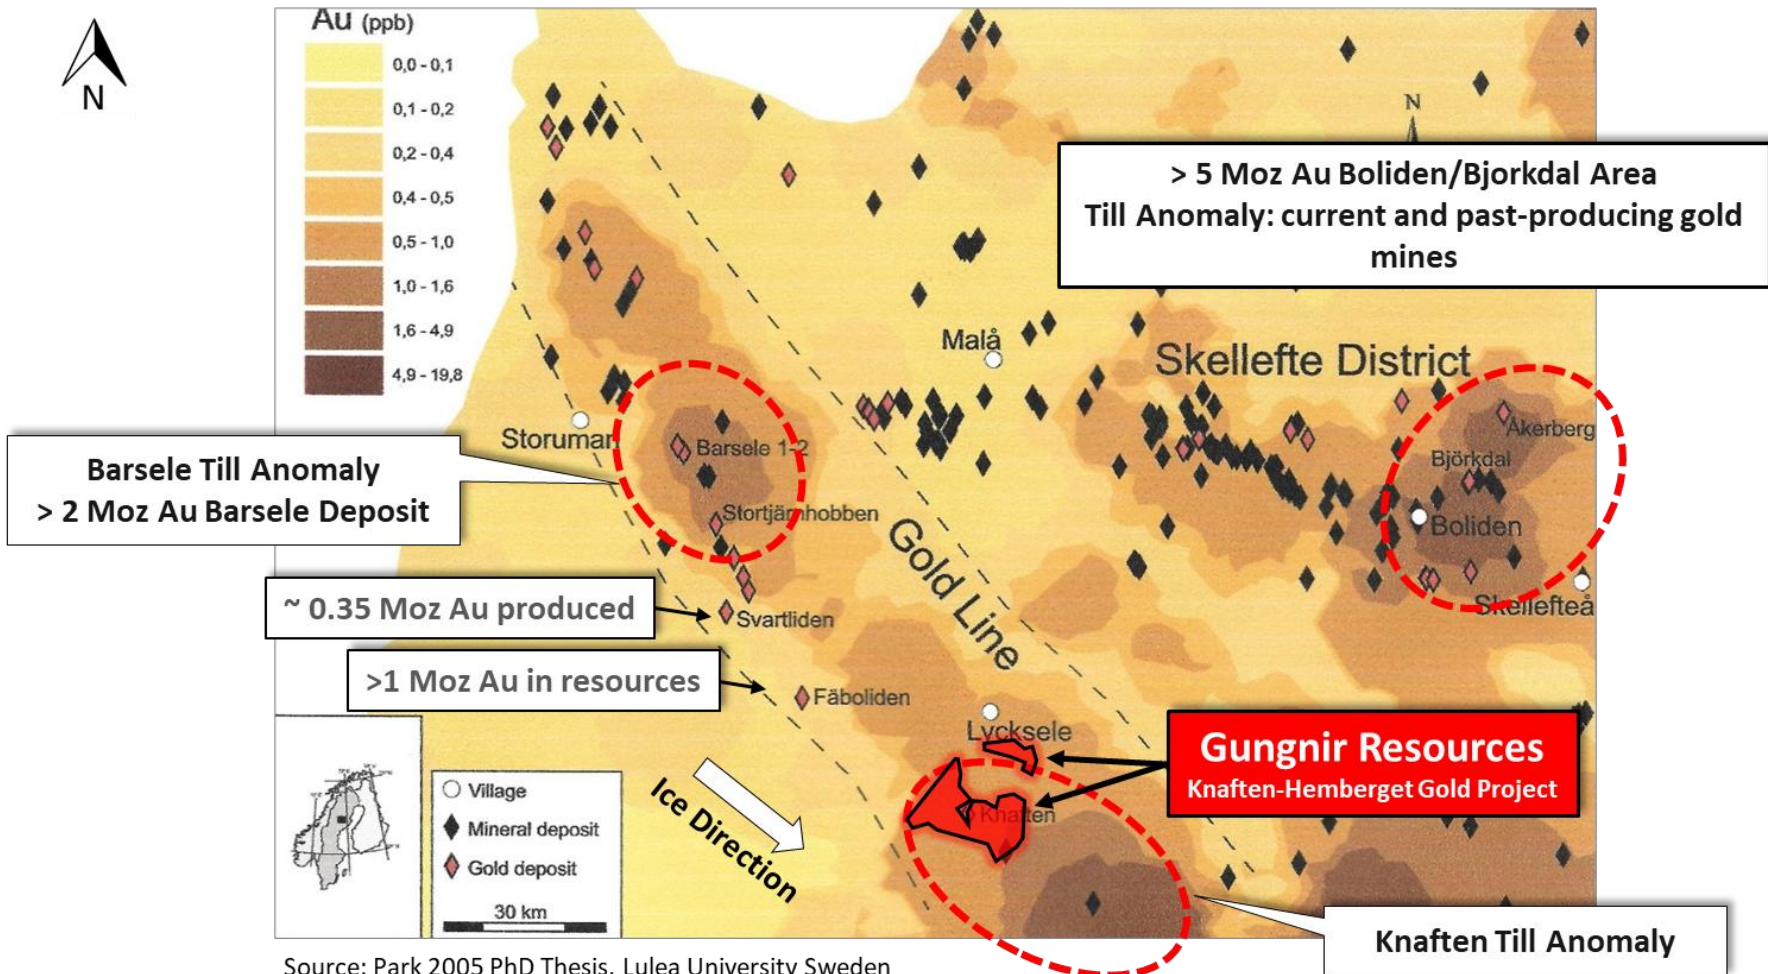 Au (ppb)
0,0 - 0,1
0,1 - 0,2
0,2 - 0,4
0,4 - 0,5
0,5 - 1,0
1,0 - 1,6
1,6 - 4,9
4,9 - 19,8
N
N
> 5 Moz Au Boliden/Bjorkdal Area
Till Anomaly: current and past-producing gold
mines
Malå
Skellefte District
Storuman
Barsele 1-2
Åkerberg
Björkdal
Barsele Till Anomaly
> 2 Moz Au Barsele Deposit
Stortjärnhobben
Boliden
Gold Line
Skellefteå
~ 0.35 Moz Au produced
Svartliden
>1 Moz Au in resources
Fäboliden
Lycksele
Gungnir Resources
Knaften-Hemberget Gold Project
Knaften
Ice Direction
Village
Mineral deposit
Gold deposit
30 km
Knaften Till Anomaly
Source: Park 2005 PhD Thesis, Lulea University Sweden